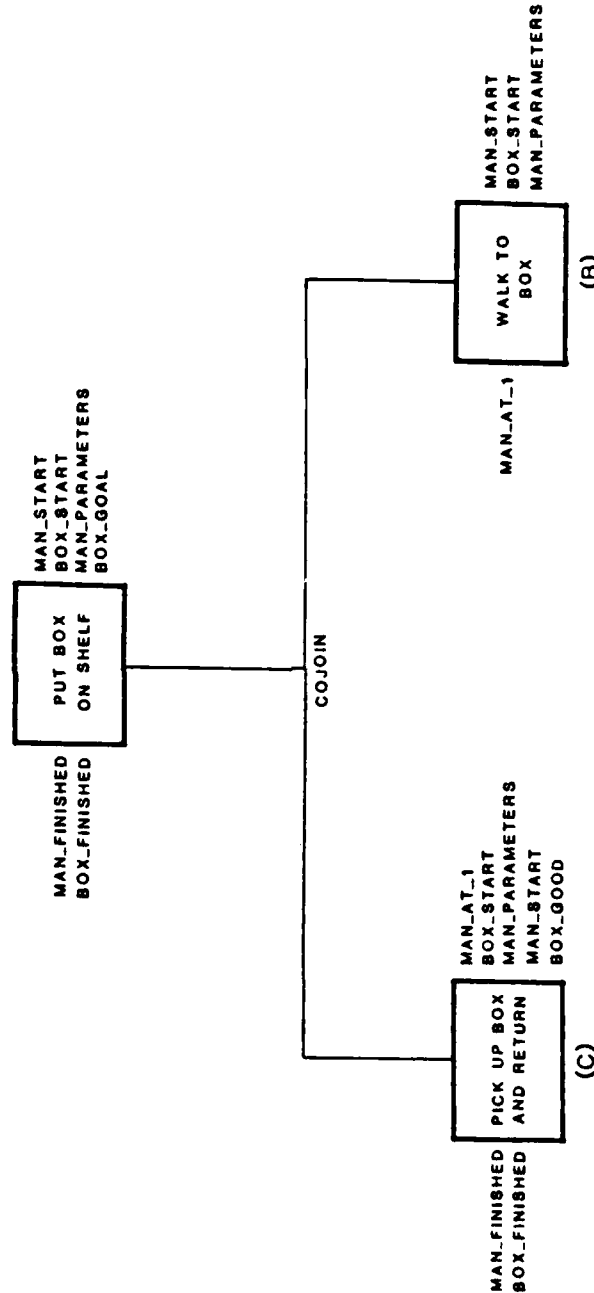 MAN_FINISHED
BOX_FINISHED
PUT BOX
ON SHELF
MAN_START
BOX_START
MAN_PARAMETERS
BOX_GOAL
COJOIN
MAN_FINISHED
BOX_FINISHED
PICK UP BOX
AND RETURN
MAN_AT_1
BOX_START
MAN_PARAMETERS
MAN_START
BOX_GOOD
(C)
MAN_AT_1
WALK TO
BOX
MAN_START
BOX_START
MAN_PARAMETERS
(B)